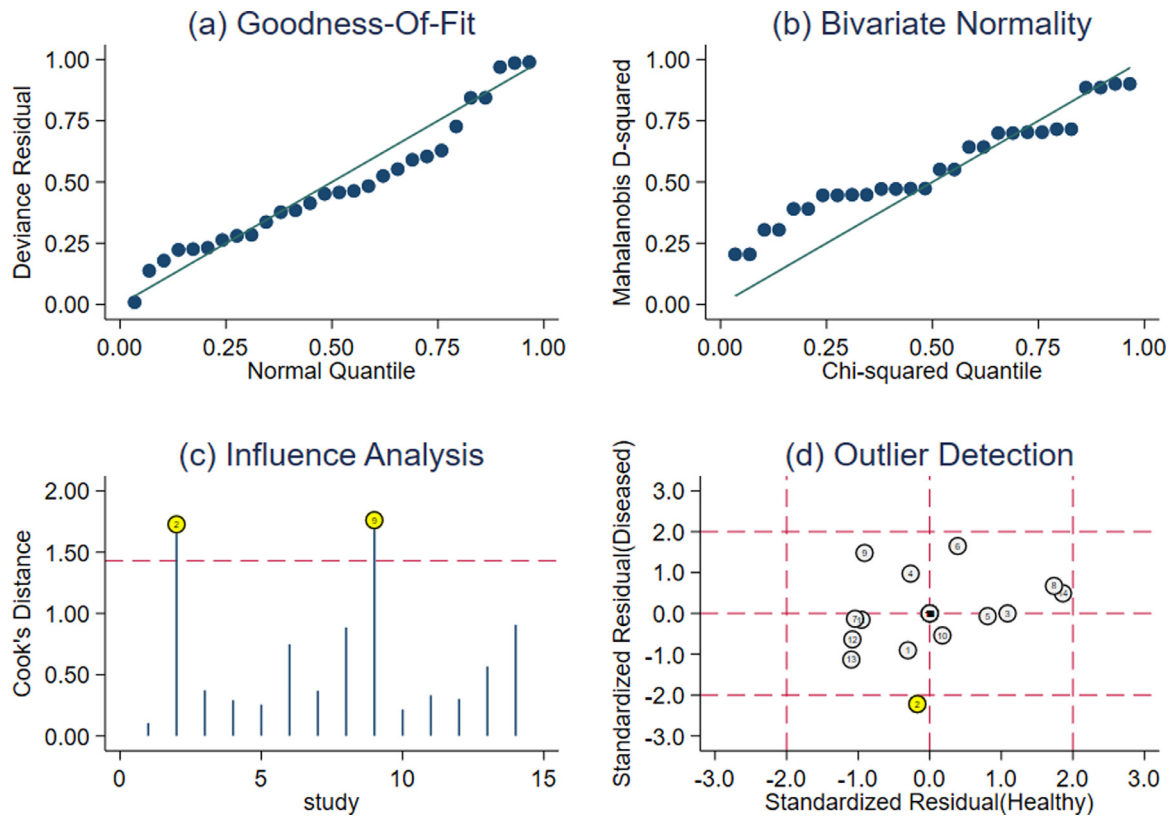 (a) Goodness-Of-Fit
Deviance Residual
1.00
0.75
0.50
0.25
0.00
0.00 0.25 0.50 0.75 1.00
Normal Quantile
(b) Bivariate Normality
Mahalanobis D-squared
1.00
0.75
0.50
0.25
0.00
0.00 0.25 0.50 0.75 1.00
Chi-squared Quantile
(c) Influence Analysis
Cook's Distance
2.00
1.50
1.00
0.50
0.00
2
9
0 5 10 15
study
(d) Outlier Detection
Standardized Residual(Diseased)
3.0
2.0
1.0
0.0
-1.0
-2.0
-3.0
6
9
4
8
5
3
7
10
12
1
13
2
-3.0 -2.0 -1.0 0.0 1.0 2.0 3.0
Standardized Residual(Healthy)